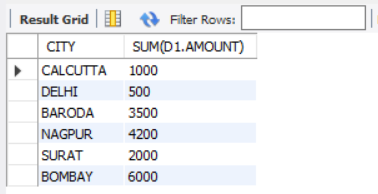 Result Grid Filter Rows:
CITY SUM(D1.AMOUNT)
CALCUTTA 1000
DELHI 500
BARODA 3500
NAGPUR 4200
SURAT 2000
BOMBAY 6000